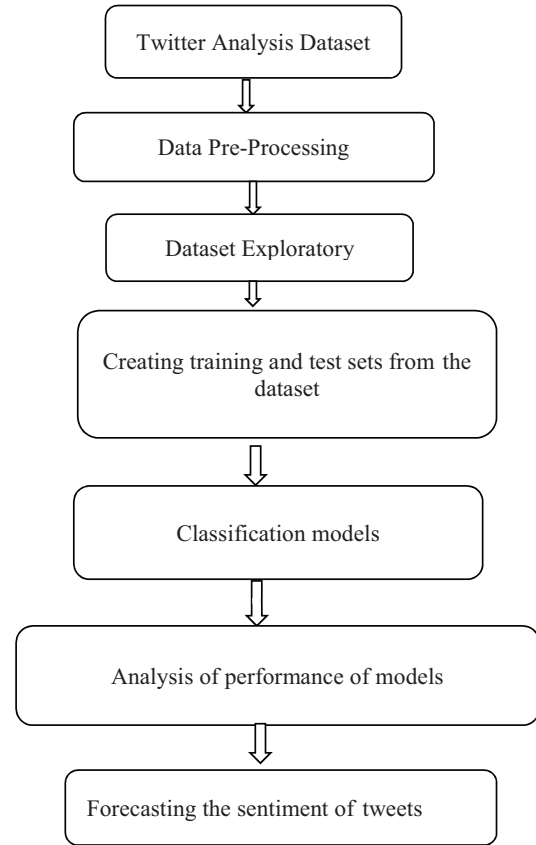 Twitter Analysis Dataset
Data Pre-Processing
Dataset Exploratory
Creating training and test sets from the
dataset
Classification models
Analysis of performance of models
Forecasting the sentiment of tweets